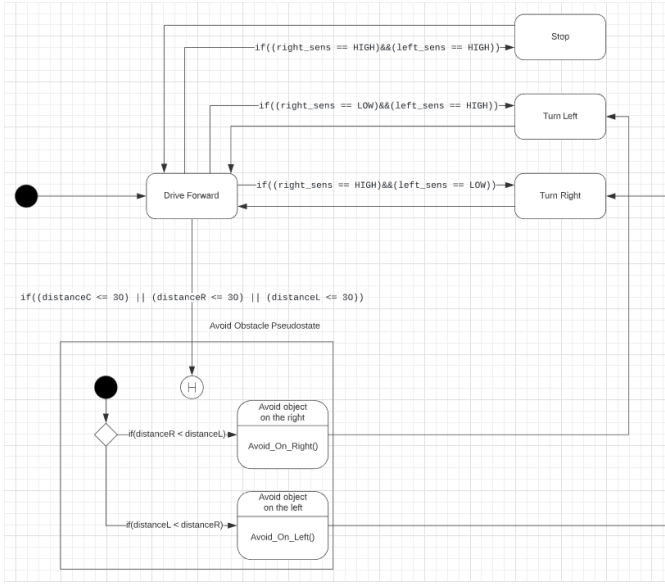 Stop
if((right_sens == HIGH)&&(left_sens == HIGH))
if((right_sens == LOW)&&(left_sens == HIGH))
Turn Left
Drive Forward
if((right_sens == HIGH)&&(left_sens == LOW))
Turn Right
if((distanceC <= 30) || (distanceR <= 30) || (distanceL <= 30))
Avoid Obstacle Pseudostate
H
Avoid object
on the right
if(distanceR < distanceL)
Avoid_On_Right()
Avoid object
on the left
if(distanceL < distanceR)
Avoid_On_Left()